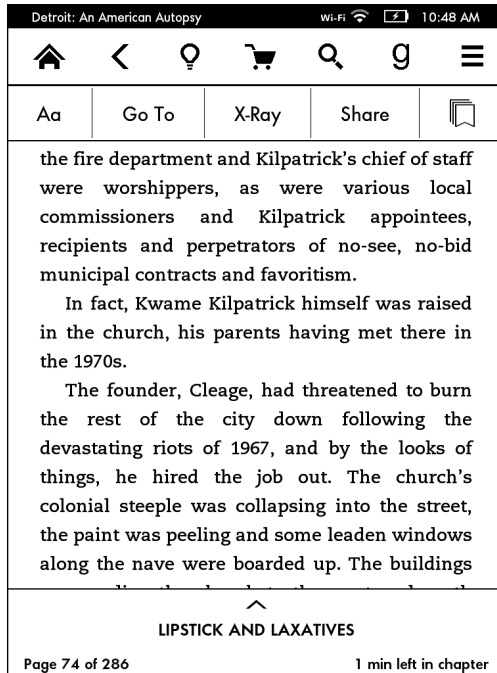 Detroit: An American Autopsy Wi-Fi 10:48 AM
g
Aa Go To X-Ray Share
the fire department and Kilpatrick's chief of staff
were worshippers, as were various local
commissioners and Kilpatrick appointees,
recipients and perpetrators of no-see, no-bid
municipal contracts and favoritism.
In fact, Kwame Kilpatrick himself was raised
in the church, his parents having met there in
the 1970s.
The founder, Cleage, had threatened to burn
the rest of the city down following the
devastating riots of 1967, and by the looks of
things, he hired the job out. The church's
colonial steeple was collapsing into the street,
the paint was peeling and some leaden windows
along the nave were boarded up. The buildings
LIPSTICK AND LAXATIVES
Page 74 of 286 1 min left in chapter